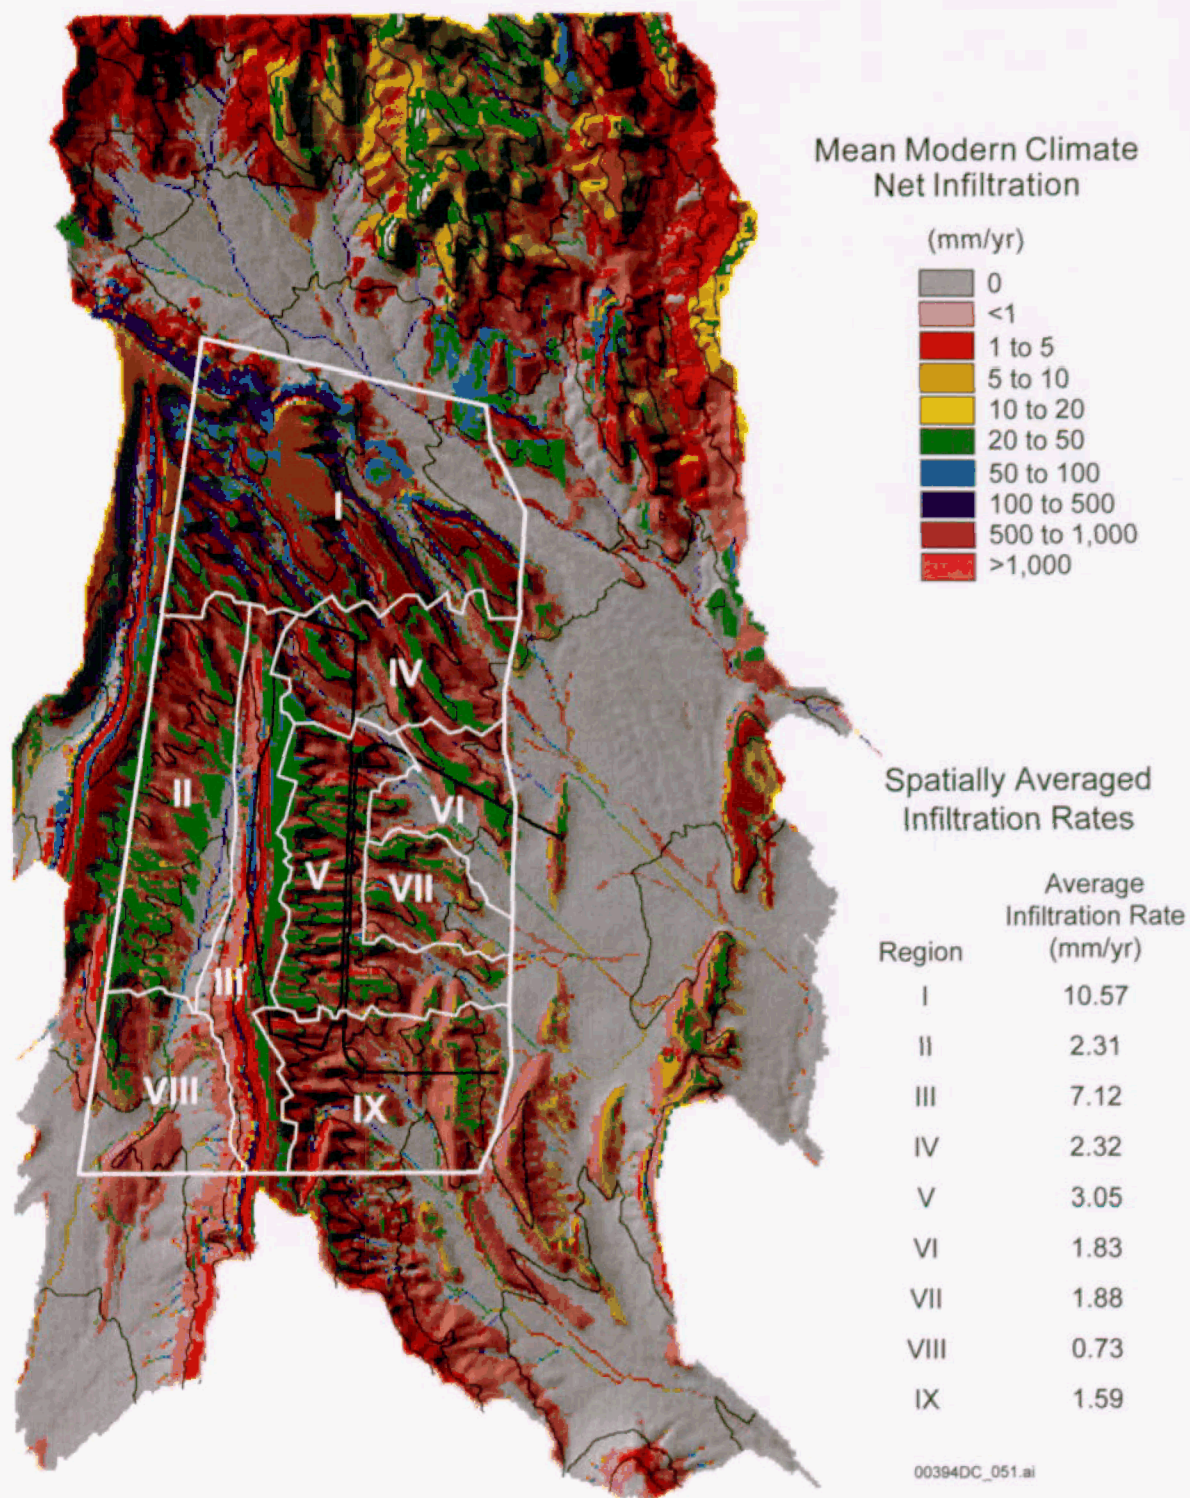 Mean Modern Climate
Net Infiltration
(mm/yr)
0
<1
1 to 5
5 to 10
10 to 20
20 to 50
50 to 100
100 to 500
500 to 1,000
>1,000
I
IV
II
VI
V
VII
III
VIII
IX
Spatially Averaged
Infiltration Rates
Average
Infiltration Rate
Region (mm/yr)
I 10.57
II 2.31
III 7.12
IV 2.32
V 3.05
VI 1.83
VII 1.88
VIII 0.73
IX 1.59
00394DC_051.ai